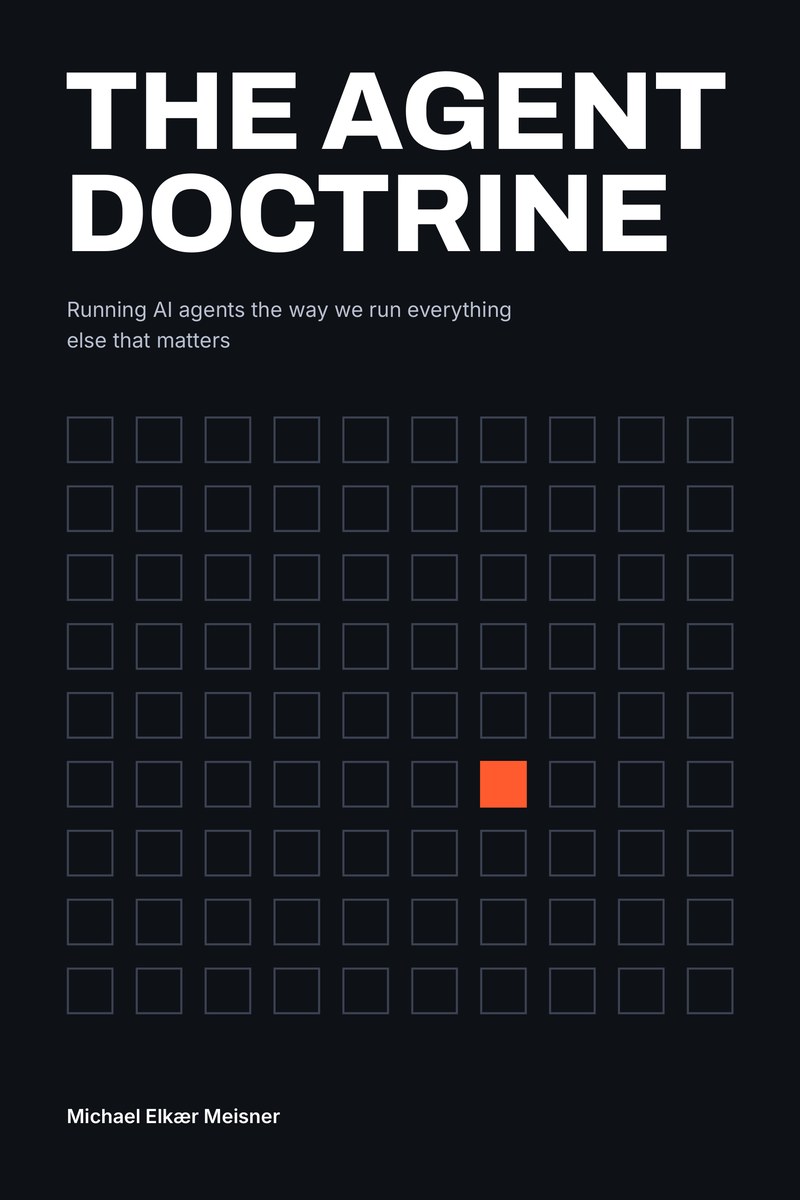 THE AGENT
DOCTRINE
Running AI agents the way we run everything
else that matters
Michael Elkær Meisner